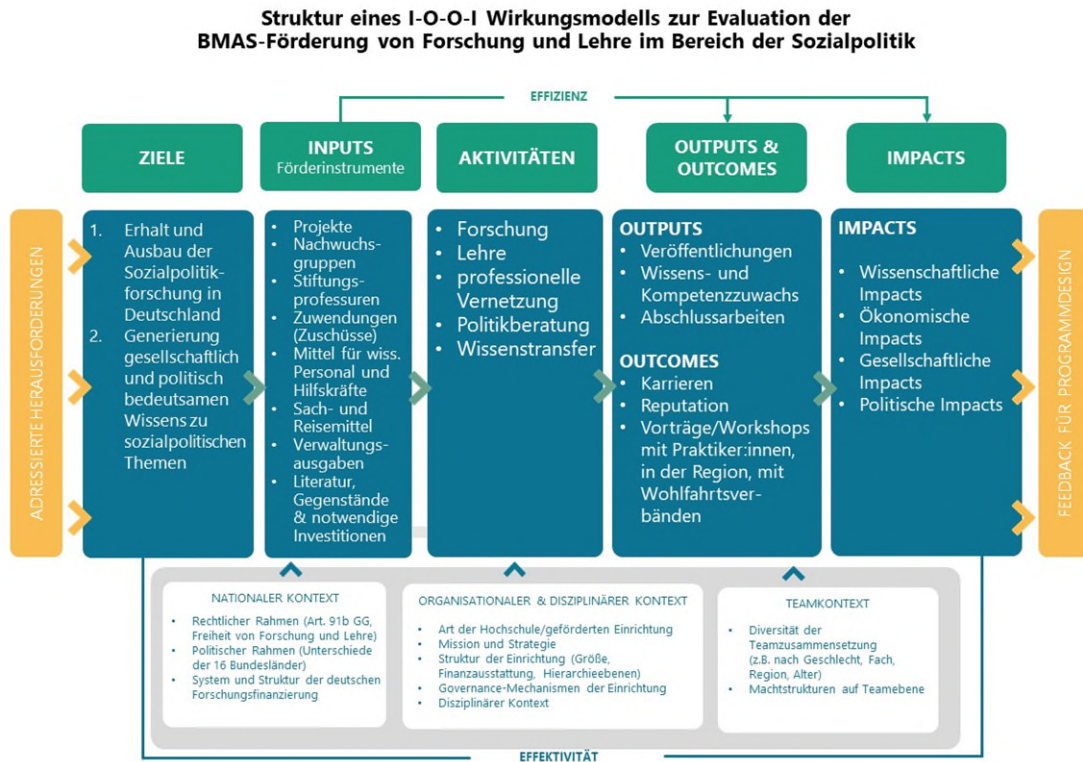 Struktur eines I-O-O-I Wirkungsmodells zur Evaluation der
BMAS-Förderung von Forschung und Lehre im Bereich der Sozialpolitik
EFFIZIENZ
ZIELE
INPUTS
Förderinstrumente
AKTIVITÄTEN
OUTPUTS &
OUTCOMES
IMPACTS
ADRESSIERTE HERAUSFORDERUNGEN
1. Erhalt und
Ausbau der
Sozialpolitik-
forschung in
Deutschland
2. Generierung
gesellschaftlich
und politisch
bedeutsamen
Wissens zu
sozialpolitischen
Themen
• Projekte
• Nachwuchs-
gruppen
• Stiftungs-
professuren
• Zuwendungen
(Zuschüsse)
• Mittel für wiss.
Personal und
Hilfskräfte
• Sach- und
Reisemittel
• Verwaltungs-
ausgaben
• Literatur,
Gegenstände
& notwendige
Investitionen
• Forschung
• Lehre
• professionelle
Vernetzung
• Politikberatung
• Wissenstransfer
OUTPUTS
• Veröffentlichungen
• Wissens- und
Kompetenzzuwachs
• Abschlussarbeiten
OUTCOMES
• Karrieren
• Reputation
• Vorträge/Workshops
mit Praktiker:innen,
in der Region, mit
Wohlfahrtsver-
bänden
IMPACTS
• Wissenschaftliche
Impacts
• Ökonomische
Impacts
• Gesellschaftliche
Impacts
• Politische Impacts
FEEDBACK FÜR PROGRAMMDESIGN
NATIONALER KONTEXT
• Rechtlicher Rahmen (Art. 91b GG,
Freiheit von Forschung und Lehre)
• Politischer Rahmen (Unterschiede
der 16 Bundesländer)
• System und Struktur der deutschen
Forschungsfinanzierung
ORGANISATIONALER & DISZIPLINÄRER KONTEXT
• Art der Hochschule/geförderten Einrichtung
• Mission und Strategie
• Struktur der Einrichtung (Größe,
Finanzausstattung, Hierarchieebenen)
• Governance-Mechanismen der Einrichtung
• Disziplinärer Kontext
TEAMKONTEXT
• Diversität der
Teamzusammensetzung
(z.B. nach Geschlecht, Fach,
Region, Alter)
• Machtstrukturen auf Teamebene
EFFEKTIVITÄT